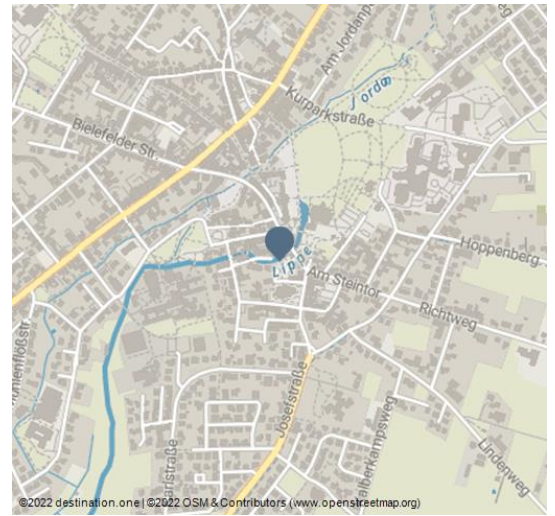 Am Jordanp
Jordan
Kurparkstraße
Bielefelder Str.
Lippe
Hoppenberg
Am Steintor
Richtweg
Josefstraße
Lindenweg
©2022 destination.one | ©2022 OSM & Contributors (www.openstreetmap.org)